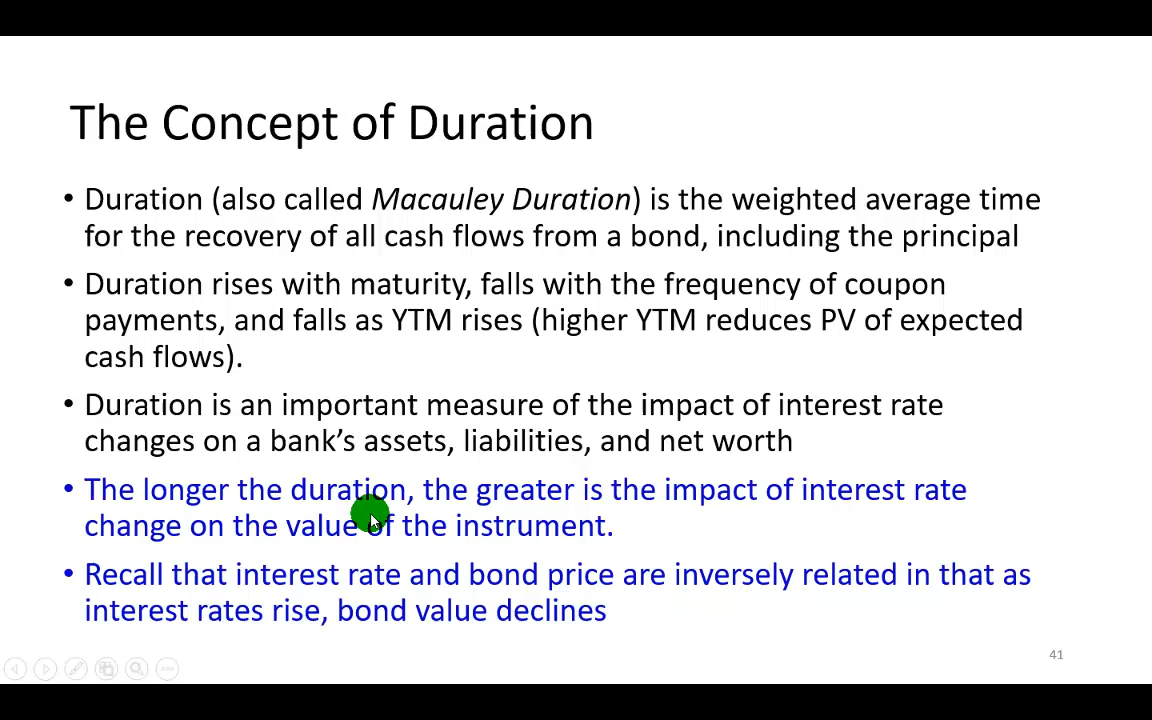 The Concept of Duration
• Duration (also called Macauley Duration) is the weighted average time
for the recovery of all cash flows from a bond, including the principal
• Duration rises with maturity, falls with the frequency of coupon
payments, and falls as YTM rises (higher YTM reduces PV of expected
cash flows).
• Duration is an important measure of the impact of interest rate
changes on a bank's assets, liabilities, and net worth
• The longer the duration, the greater is the impact of interest rate
change on the value of the instrument.
• Recall that interest rate and bond price are inversely related in that as
interest rates rise, bond value declines
41